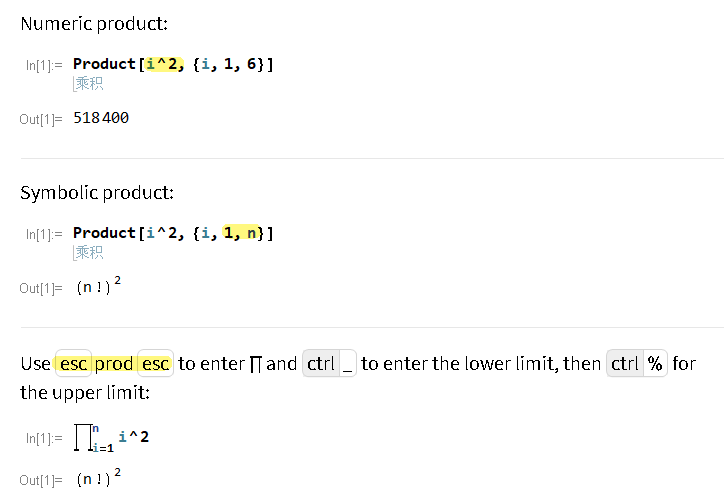 Numeric product:
In[1]:= Product[i^2, {i, 1, 6}]
乘积
Out[1]= 518400
Symbolic product:
In[1]:= Product[i^2, {i, 1, n}]
乘积
Out[1]= (n!)²
Use esc prod esc to enter ∏ and ctrl _ to enter the lower limit, then ctrl % for
the upper limit:
In[1]:= ∏ⁿᵢ₌₁ i^2
Out[1]= (n!)²